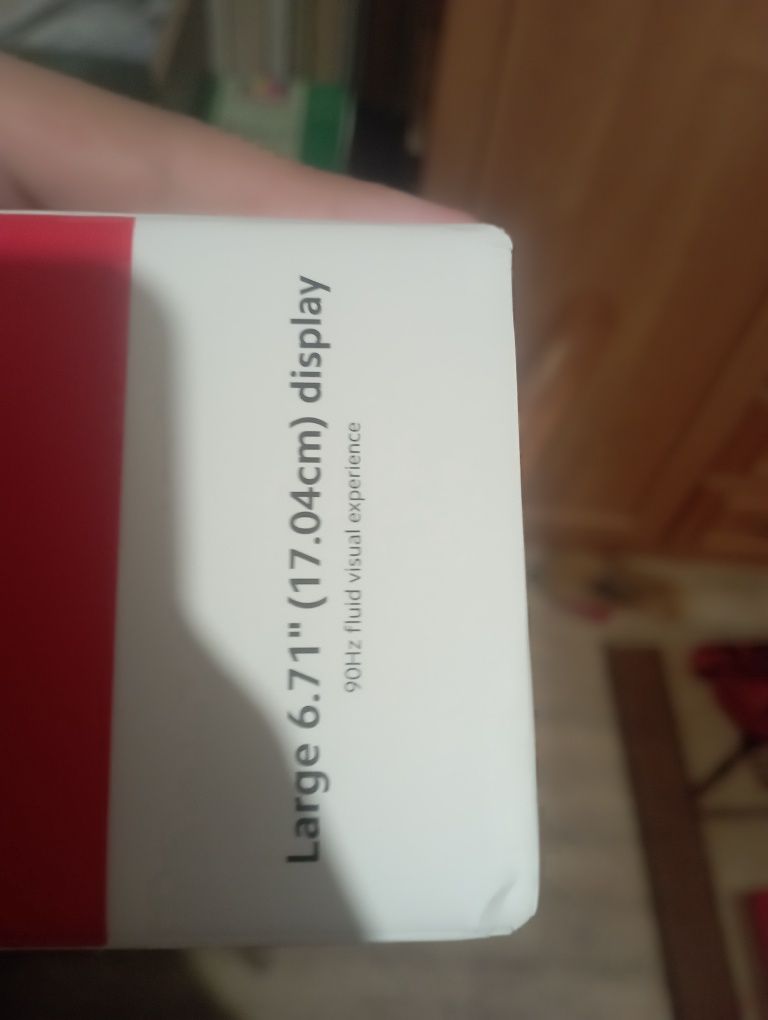 Large 6.71" (17.04cm) display
90Hz fluid visual experience